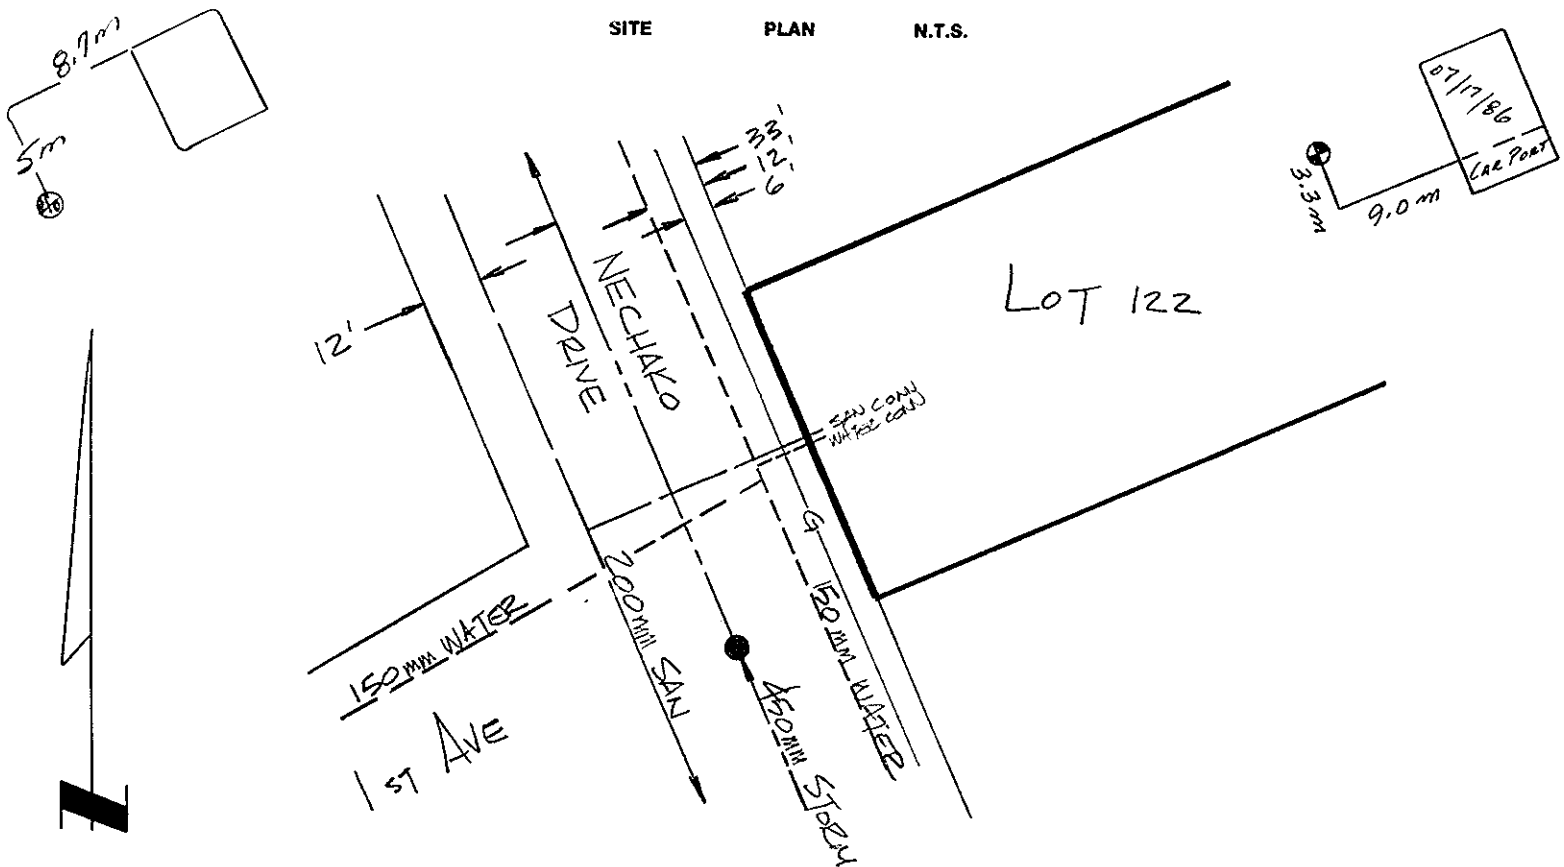 SITE PLAN N.T.S.
8.7m
5m
33'
12'
6'
12'
NECHAKO
DRIVE
LOT 122
07/17/86
CAR PORT
3.3m
9.0m
SAN CONN
WATER CONN
G
150mm WATER
200mm SAN
450mm STORM
150mm WATER
1ST AVE